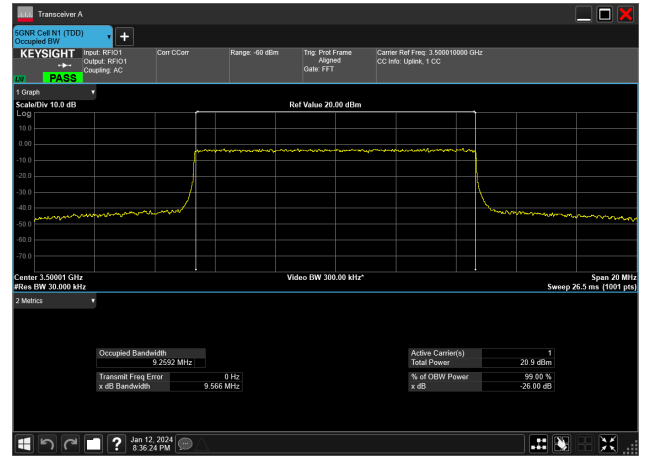 Transceiver A
5GNR Cell N1 (TDD)
Occupied BW
KEYSIGHT
LXI
PASS
Input: RFIO1
Output: RFIO1
Coupling: AC
Corr CCorr
Range: -60 dBm
Trig: Prot Frame
Aligned
Gate: FFT
Carrier Ref Freq: 3.500010000 GHz
CC Info: Uplink, 1 CC
1 Graph
Scale/Div 10.0 dB
Ref Value 20.00 dBm
Log
10.0
0.00
-10.0
-20.0
-30.0
-40.0
-50.0
-60.0
-70.0
Center 3.50001 GHz
Video BW 300.00 kHz*
Span 20 MHz
#Res BW 30.000 kHz
Sweep 26.5 ms (1001 pts)
2 Metrics
Occupied Bandwidth
9.2592 MHz
Transmit Freq Error 0 Hz
x dB Bandwidth 9.566 MHz
Active Carrier(s) 1
Total Power 20.9 dBm
% of OBW Power 99.00 %
x dB -26.00 dB
Jan 12, 2024
8:36:24 PM